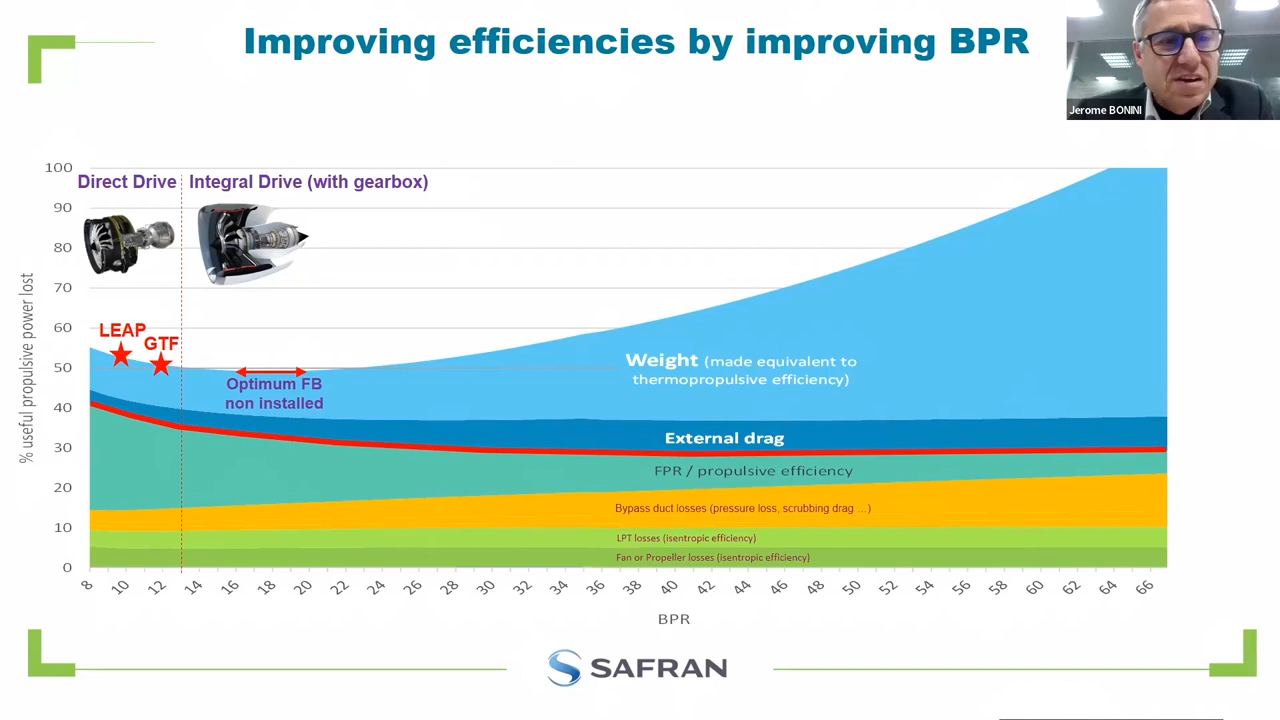 Improving efficiencies by improving BPR
Jerome BONINI
% useful propulsive power lost
100
90
80
70
60
50
40
30
20
10
0
Direct Drive
Integral Drive (with gearbox)
LEAP
GTF
Optimum FB
non installed
Weight (made equivalent to
thermopropulsive efficiency)
External drag
FPR / propulsive efficiency
Bypass duct losses (pressure loss, scrubbing drag ...)
LPT losses (isentropic efficiency)
Fan or Propeller losses (isentropic efficiency)
8 10 12 14 16 18 20 22 24 26 28 30 32 34 36 38 40 42 44 46 48 50 52 54 56 58 60 62 64 66
BPR
SAFRAN